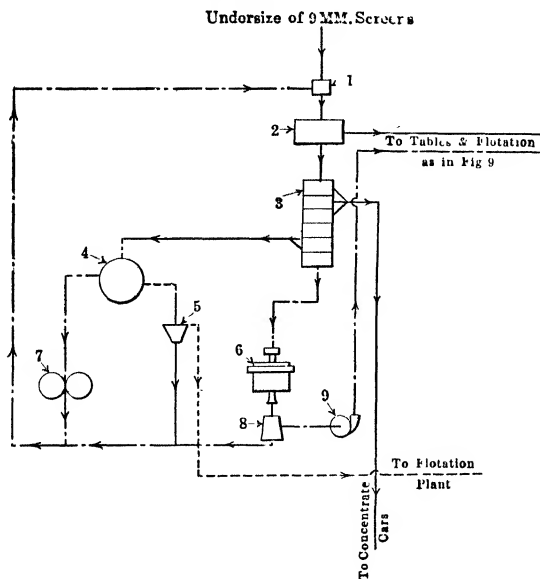 Undorsize of 9 MM. Screens
1
2
To Tables & Flotation
as in Fig 9
3
4
5
6
7
8
9
To Flotation
Plant
To Concentrate
Cars